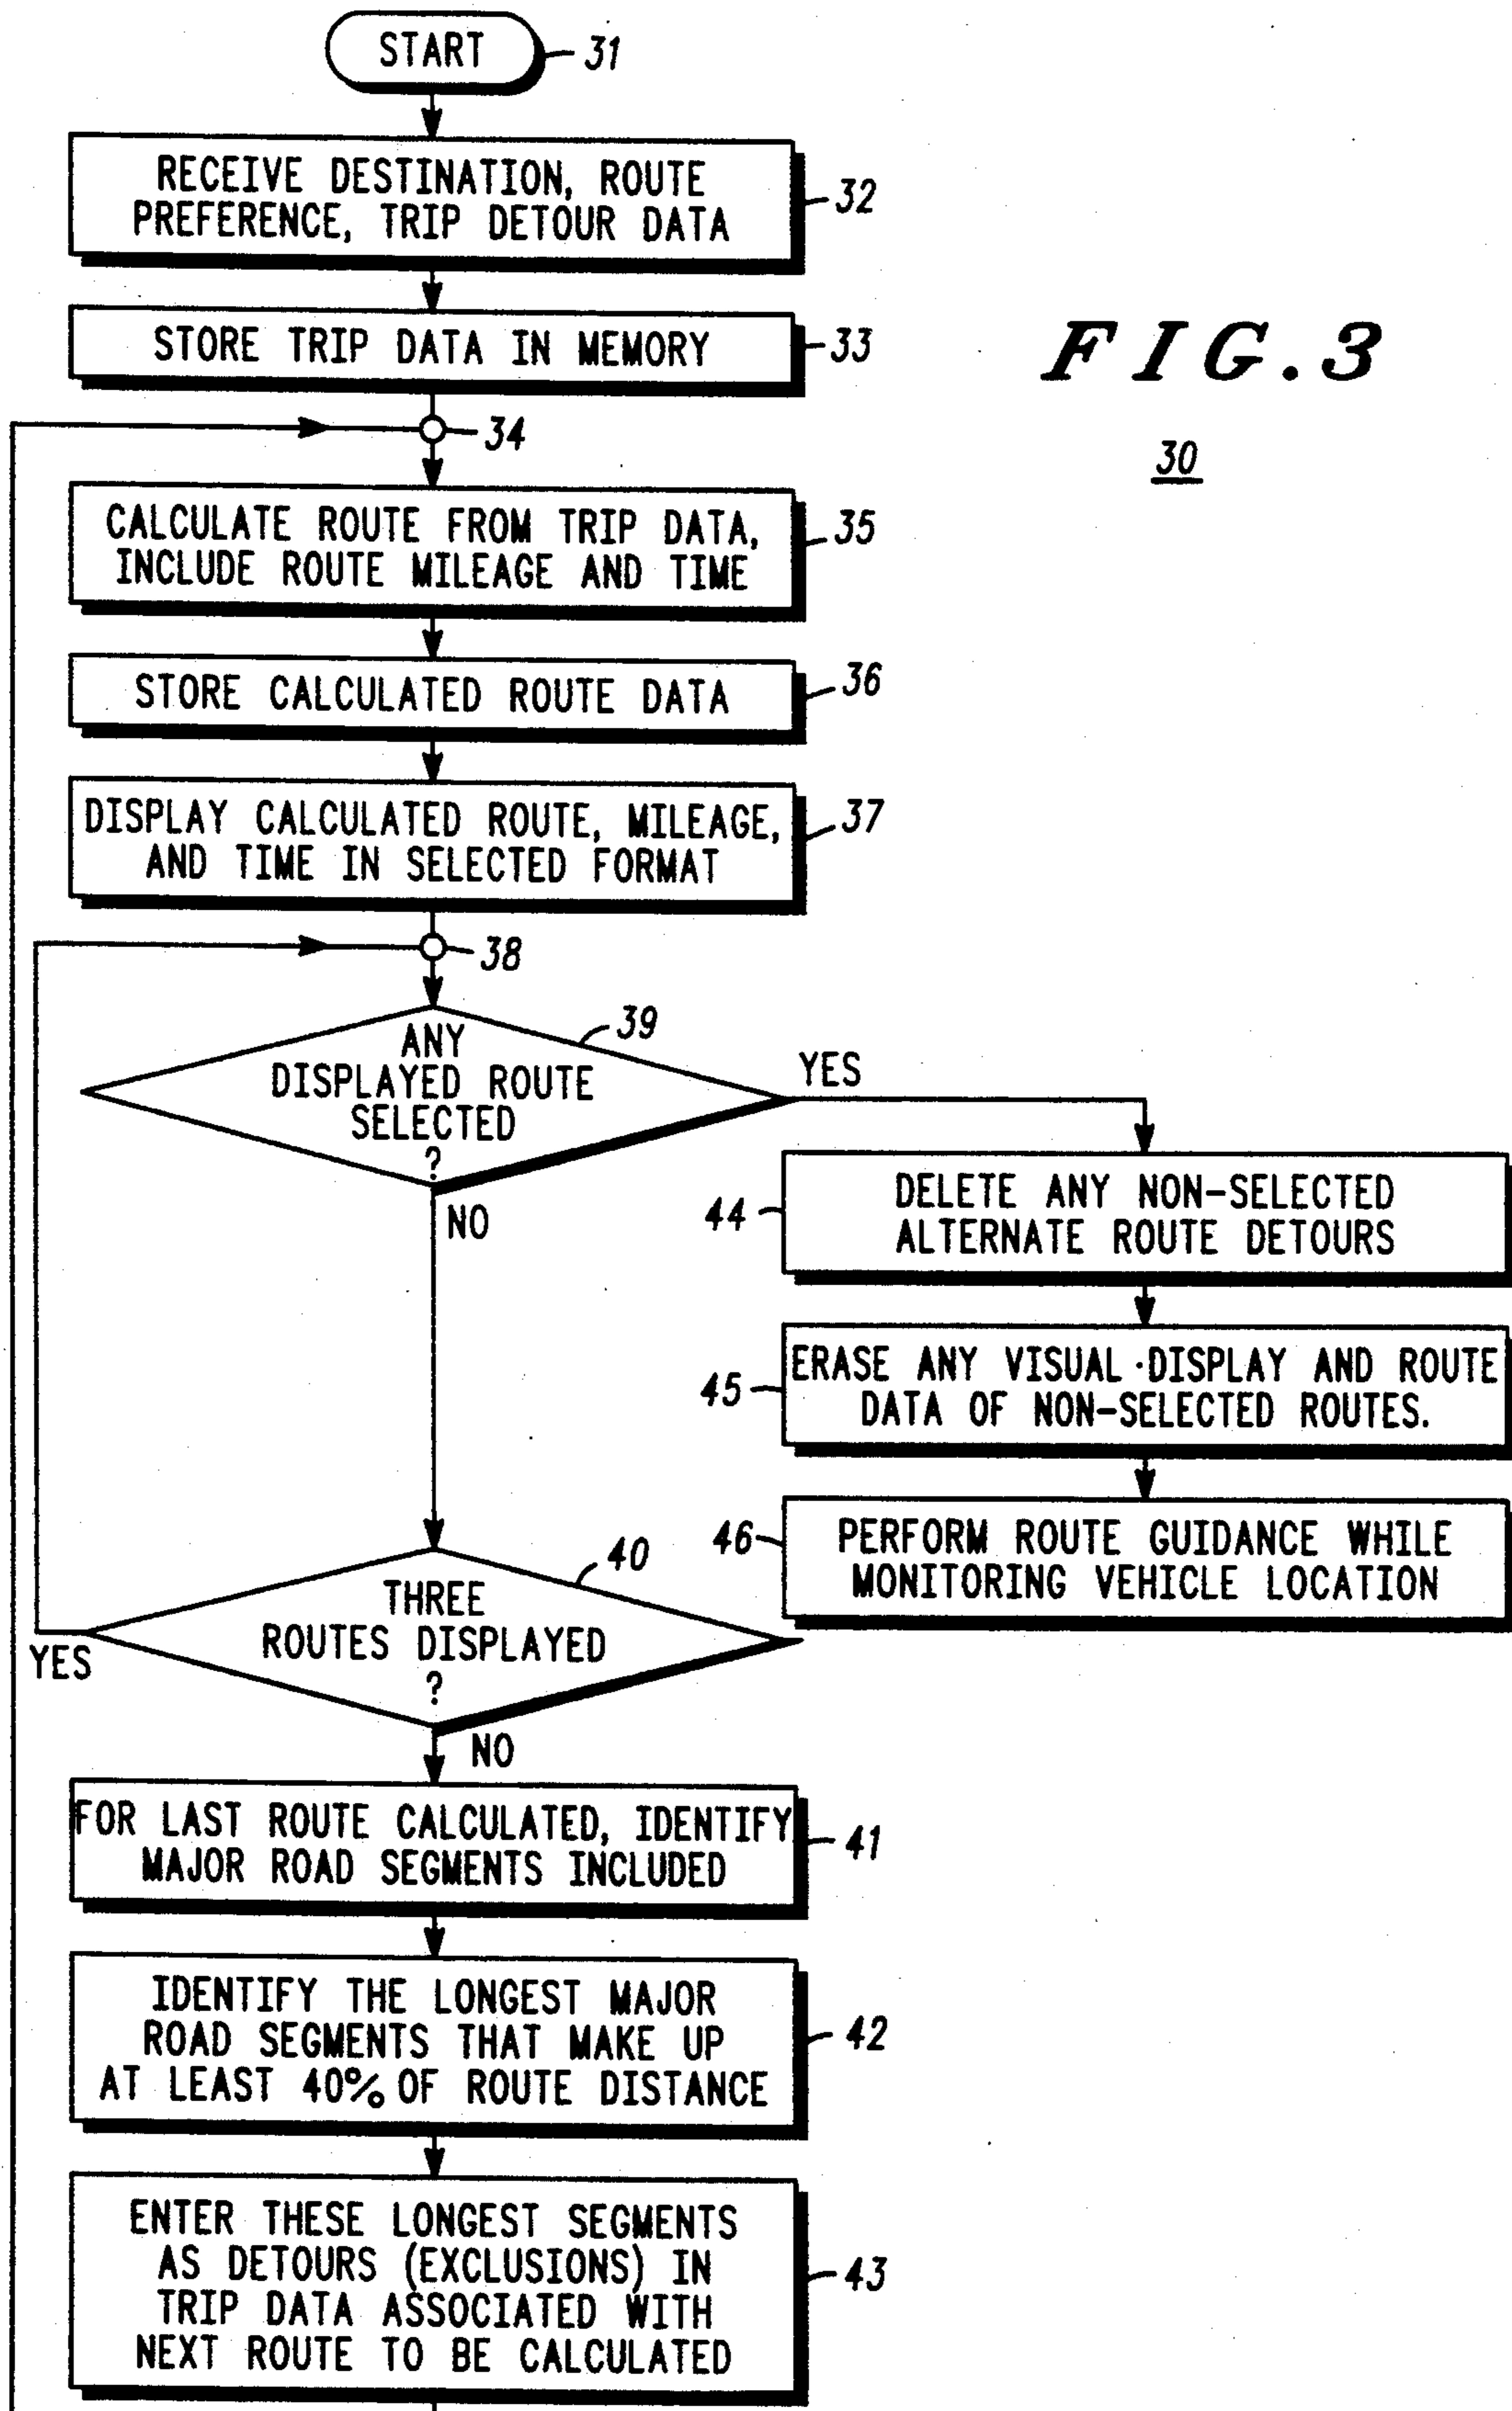 START
31
RECEIVE DESTINATION, ROUTE
PREFERENCE, TRIP DETOUR DATA
32
STORE TRIP DATA IN MEMORY
33
FIG.3
30
34
CALCULATE ROUTE FROM TRIP DATA,
INCLUDE ROUTE MILEAGE AND TIME
35
STORE CALCULATED ROUTE DATA
36
DISPLAY CALCULATED ROUTE, MILEAGE,
AND TIME IN SELECTED FORMAT
37
38
ANY
DISPLAYED ROUTE
SELECTED
?
39
YES
NO
44
DELETE ANY NON-SELECTED
ALTERNATE ROUTE DETOURS
45
ERASE ANY VISUAL DISPLAY AND ROUTE
DATA OF NON-SELECTED ROUTES.
46
PERFORM ROUTE GUIDANCE WHILE
MONITORING VEHICLE LOCATION
40
THREE
ROUTES DISPLAYED
?
YES
NO
FOR LAST ROUTE CALCULATED, IDENTIFY
MAJOR ROAD SEGMENTS INCLUDED
41
IDENTIFY THE LONGEST MAJOR
ROAD SEGMENTS THAT MAKE UP
AT LEAST 40% OF ROUTE DISTANCE
42
ENTER THESE LONGEST SEGMENTS
AS DETOURS (EXCLUSIONS) IN
TRIP DATA ASSOCIATED WITH
NEXT ROUTE TO BE CALCULATED
43